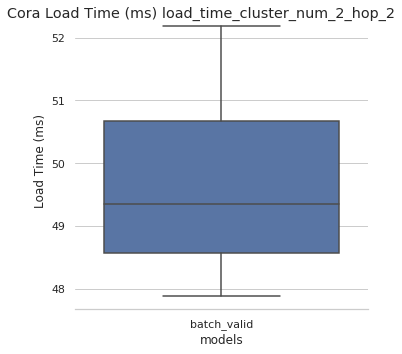 Cora Load Time (ms) load_time_cluster_num_2_hop_2
52
51
50
49
48
Load Time (ms)
batch_valid
models